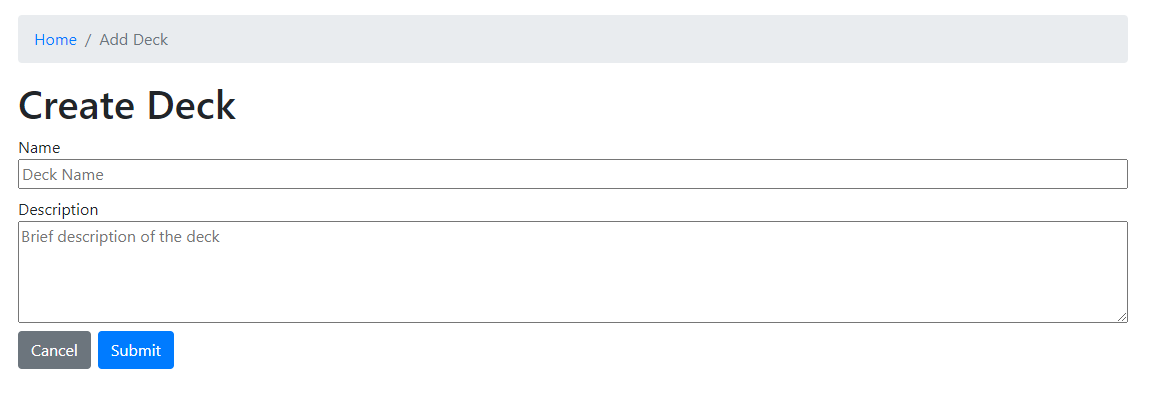 Home / Add Deck
Create Deck
Name
Deck Name
Description
Brief description of the deck
Cancel Submit